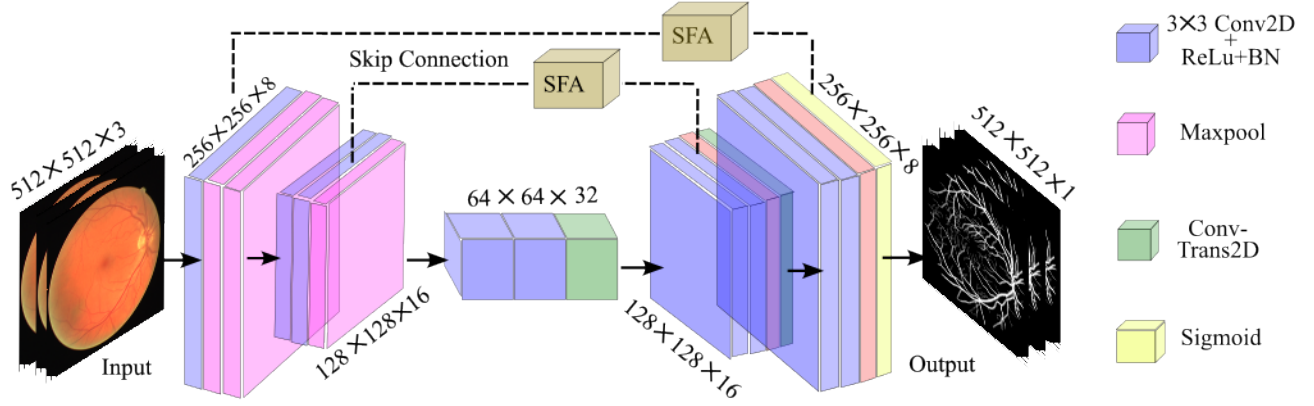 SFA
Skip Connection
SFA
3×3 Conv2D
+
ReLu+BN
512×512×3
256×256×8
256×256×8
512×512×1
Maxpool
64 × 64 × 32
Conv-
Trans2D
128×128×16
128×128×16
Input
Output
Sigmoid